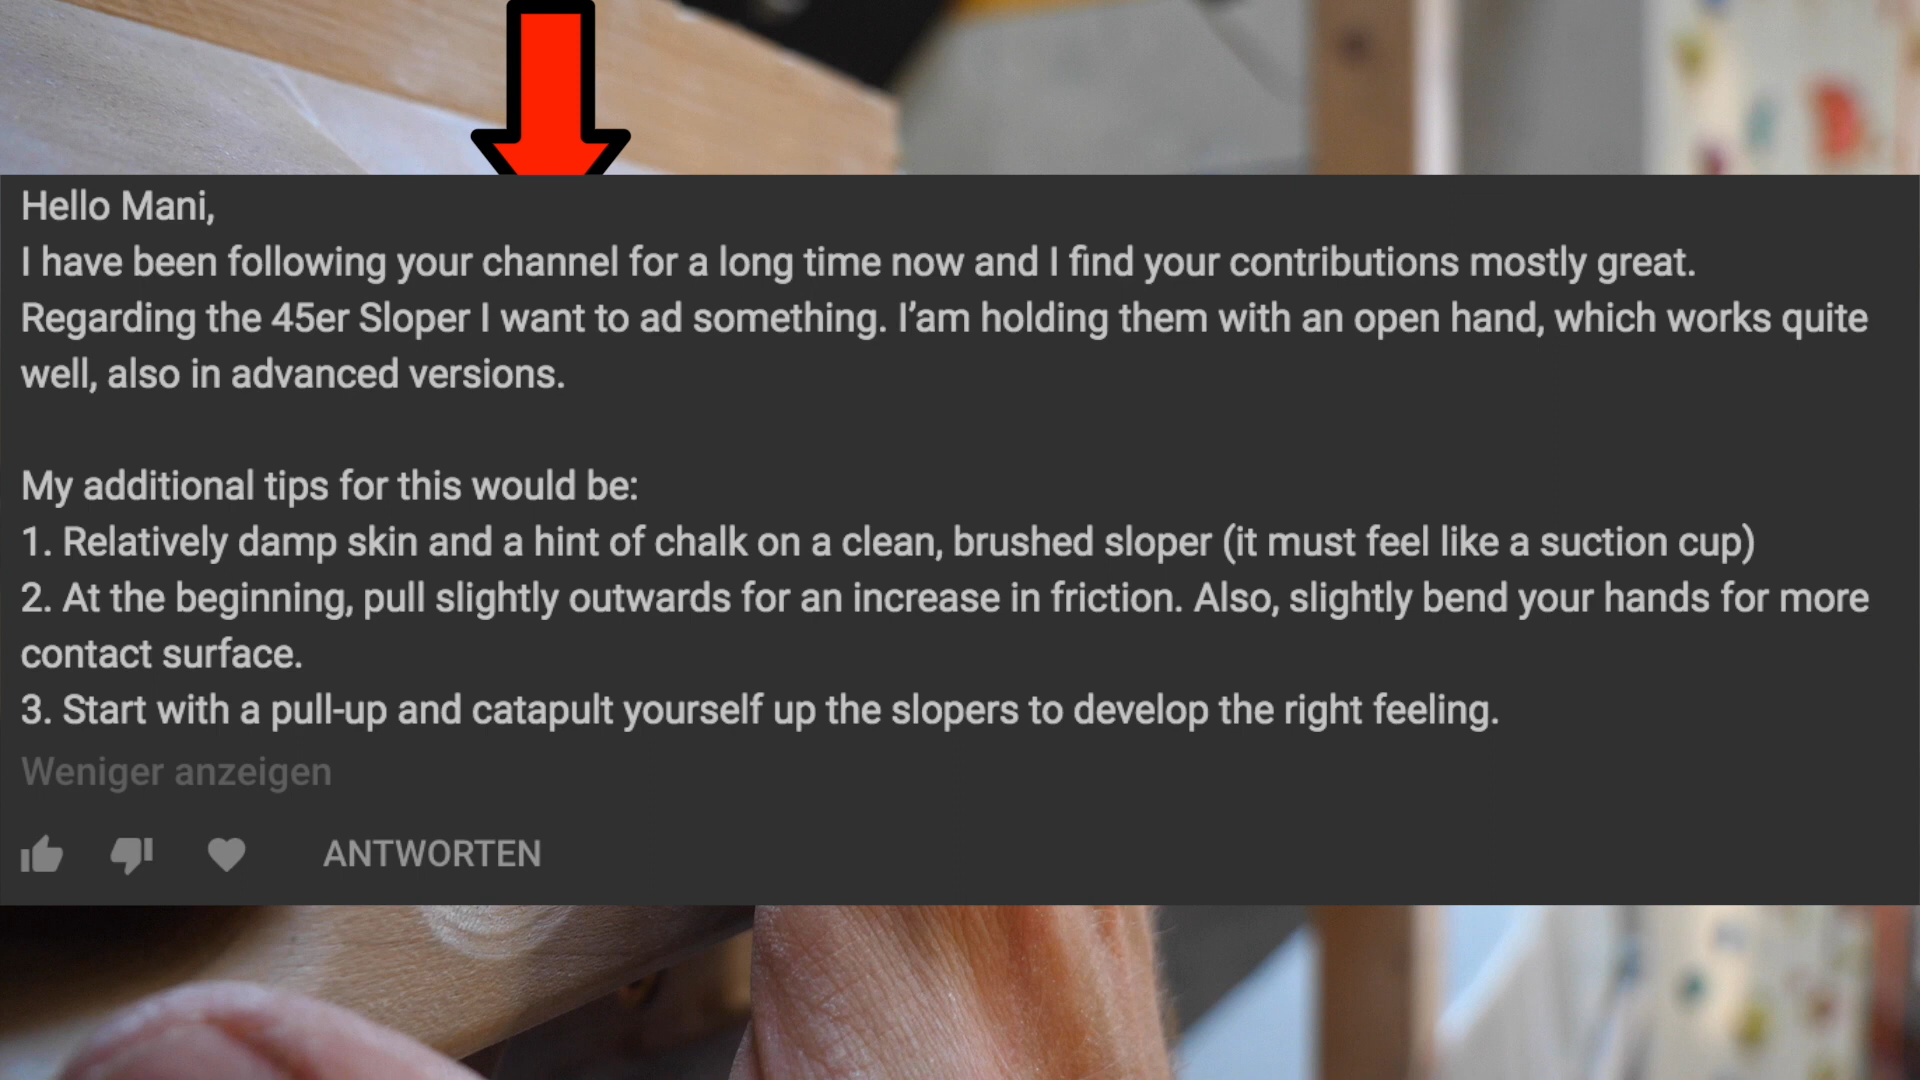 Hello Mani,
I have been following your channel for a long time now and I find your contributions mostly great.
Regarding the 45er Sloper I want to ad something. I’am holding them with an open hand, which works quite
well, also in advanced versions.
My additional tips for this would be:
1. Relatively damp skin and a hint of chalk on a clean, brushed sloper (it must feel like a suction cup)
2. At the beginning, pull slightly outwards for an increase in friction. Also, slightly bend your hands for more
contact surface.
3. Start with a pull-up and catapult yourself up the slopers to develop the right feeling.
Weniger anzeigen
ANTWORTEN